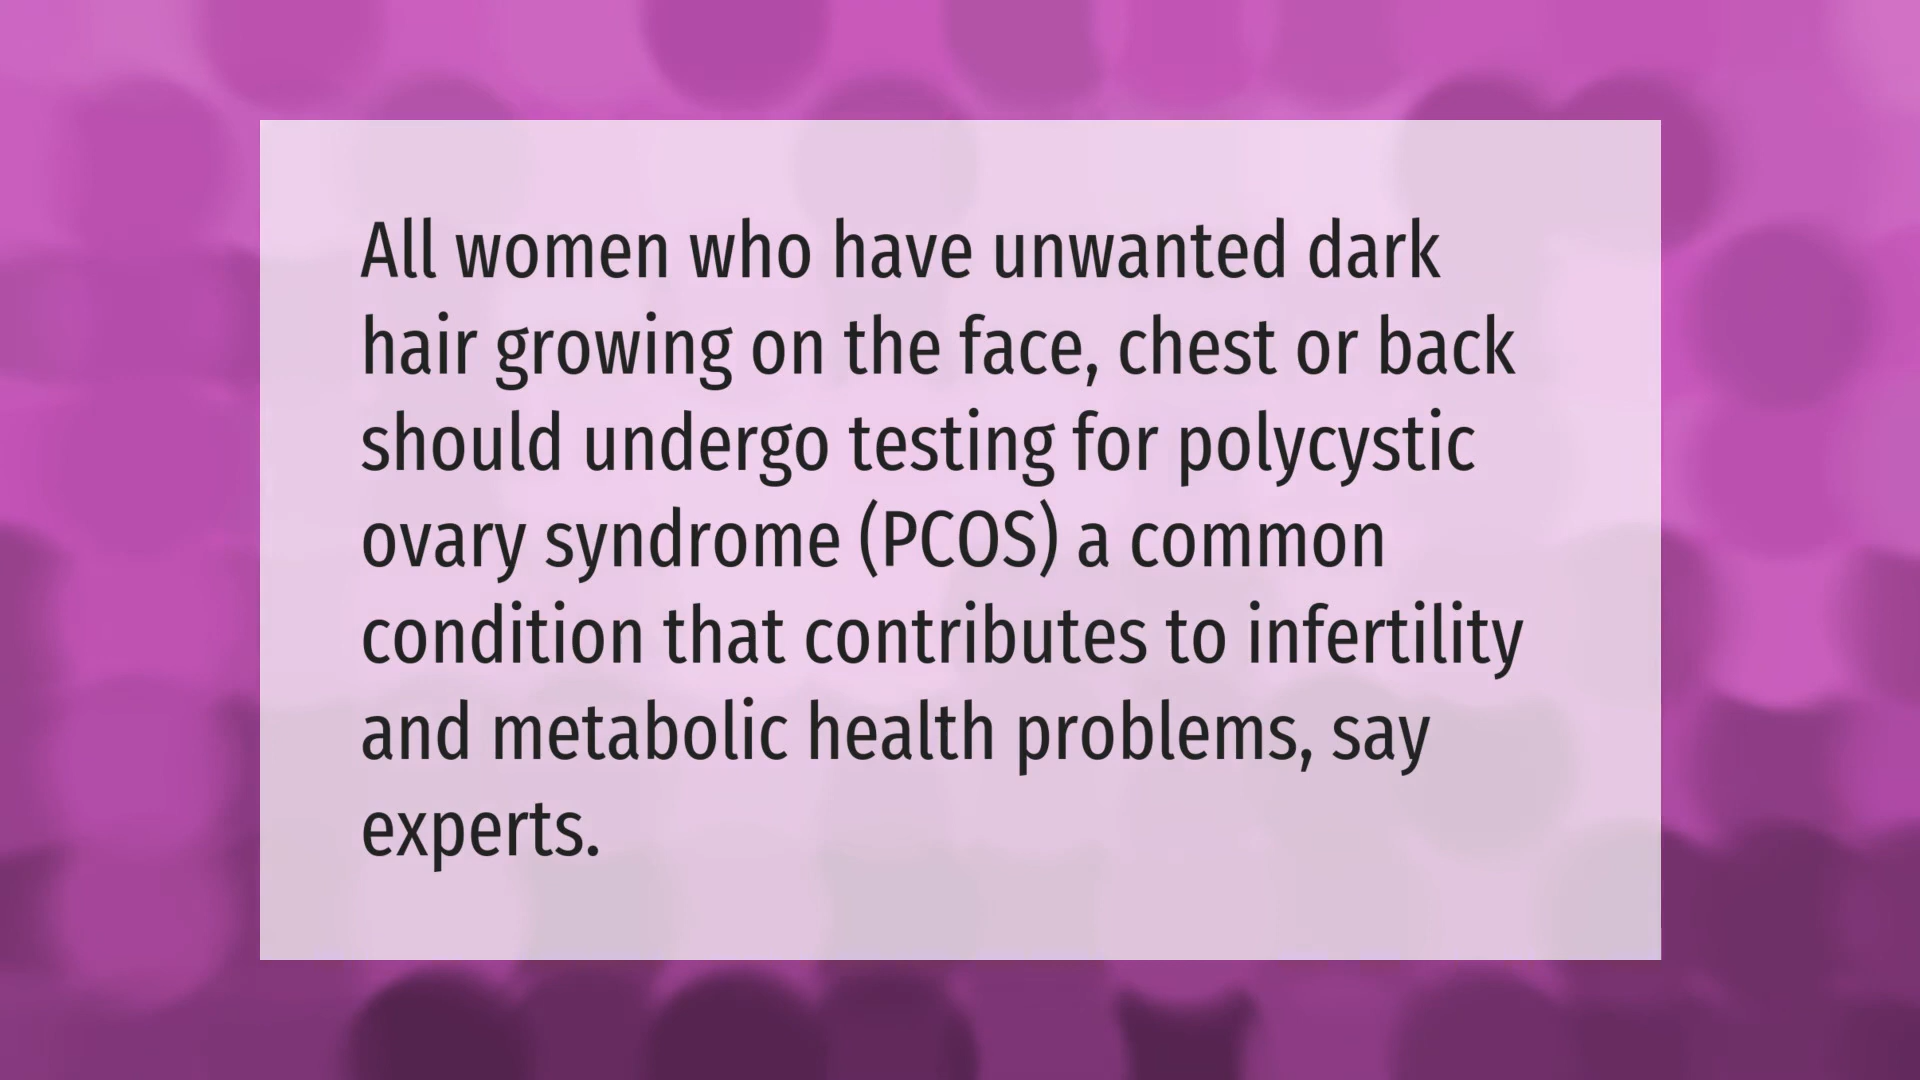 All women who have unwanted dark
hair growing on the face, chest or back
should undergo testing for polycystic
ovary syndrome (PCOS) a common
condition that contributes to infertility
and metabolic health problems, say
experts.